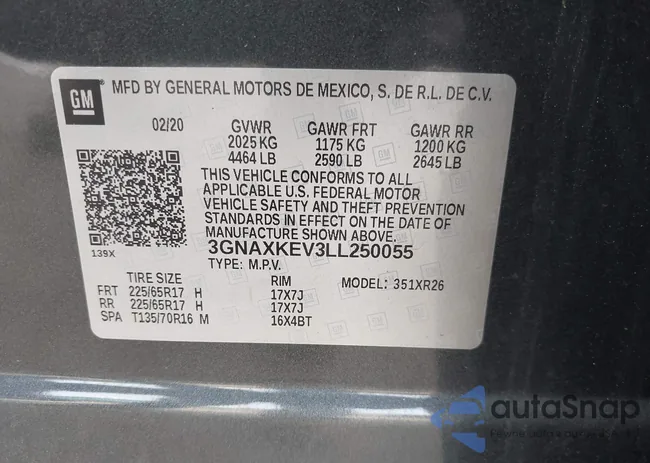 GM
MFD BY GENERAL MOTORS DE MEXICO, S. DE R.L. DE C.V.
02/20 GVWR GAWR FRT GAWR RR
2025 KG 1175 KG 1200 KG
4464 LB 2590 LB 2645 LB
THIS VEHICLE CONFORMS TO ALL
APPLICABLE U.S. FEDERAL MOTOR
VEHICLE SAFETY AND THEFT PREVENTION
STANDARDS IN EFFECT ON THE DATE OF
MANUFACTURE SHOWN ABOVE.
139X
3GNAXKEV3LL250055
TYPE: M.P.V.
TIRE SIZE RIM MODEL: 351XR26
FRT 225/65R17 H 17X7J
RR 225/65R17 H 17X7J
SPA T135/70R16 M 16X4BT
autaSnap